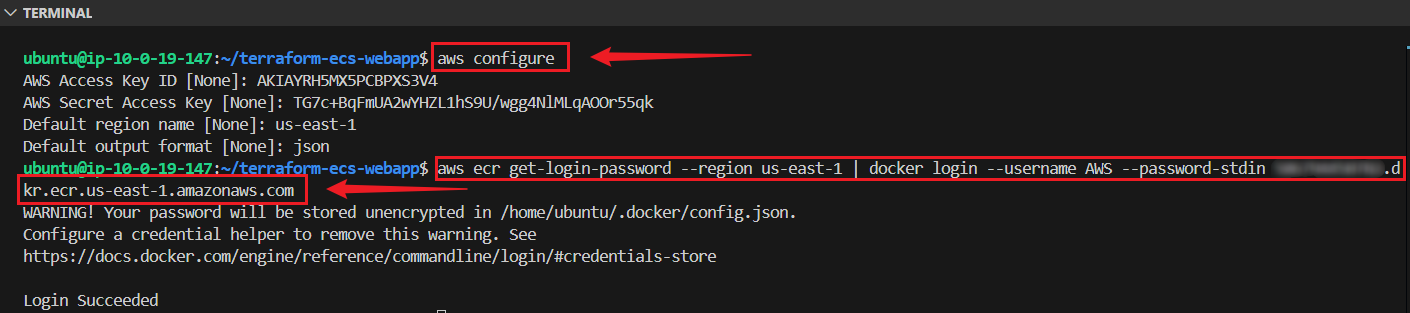 TERMINAL
ubuntu@ip-10-0-19-147:~/terraform-ecs-webapp$ aws configure
AWS Access Key ID [None]: AKIAYRH5MX5PCBPXS3V4
AWS Secret Access Key [None]: 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
Default region name [None]: us-east-1
Default output format [None]: json
ubuntu@ip-10-0-19-147:~/terraform-ecs-webapp$ aws ecr get-login-password --region us-east-1 | docker login --username AWS --password-stdin .d
kr.ecr.us-east-1.amazonaws.com
WARNING! Your password will be stored unencrypted in /home/ubuntu/.docker/config.json.
Configure a credential helper to remove this warning. See
https://docs.docker.com/engine/reference/commandline/login/#credentials-store
Login Succeeded